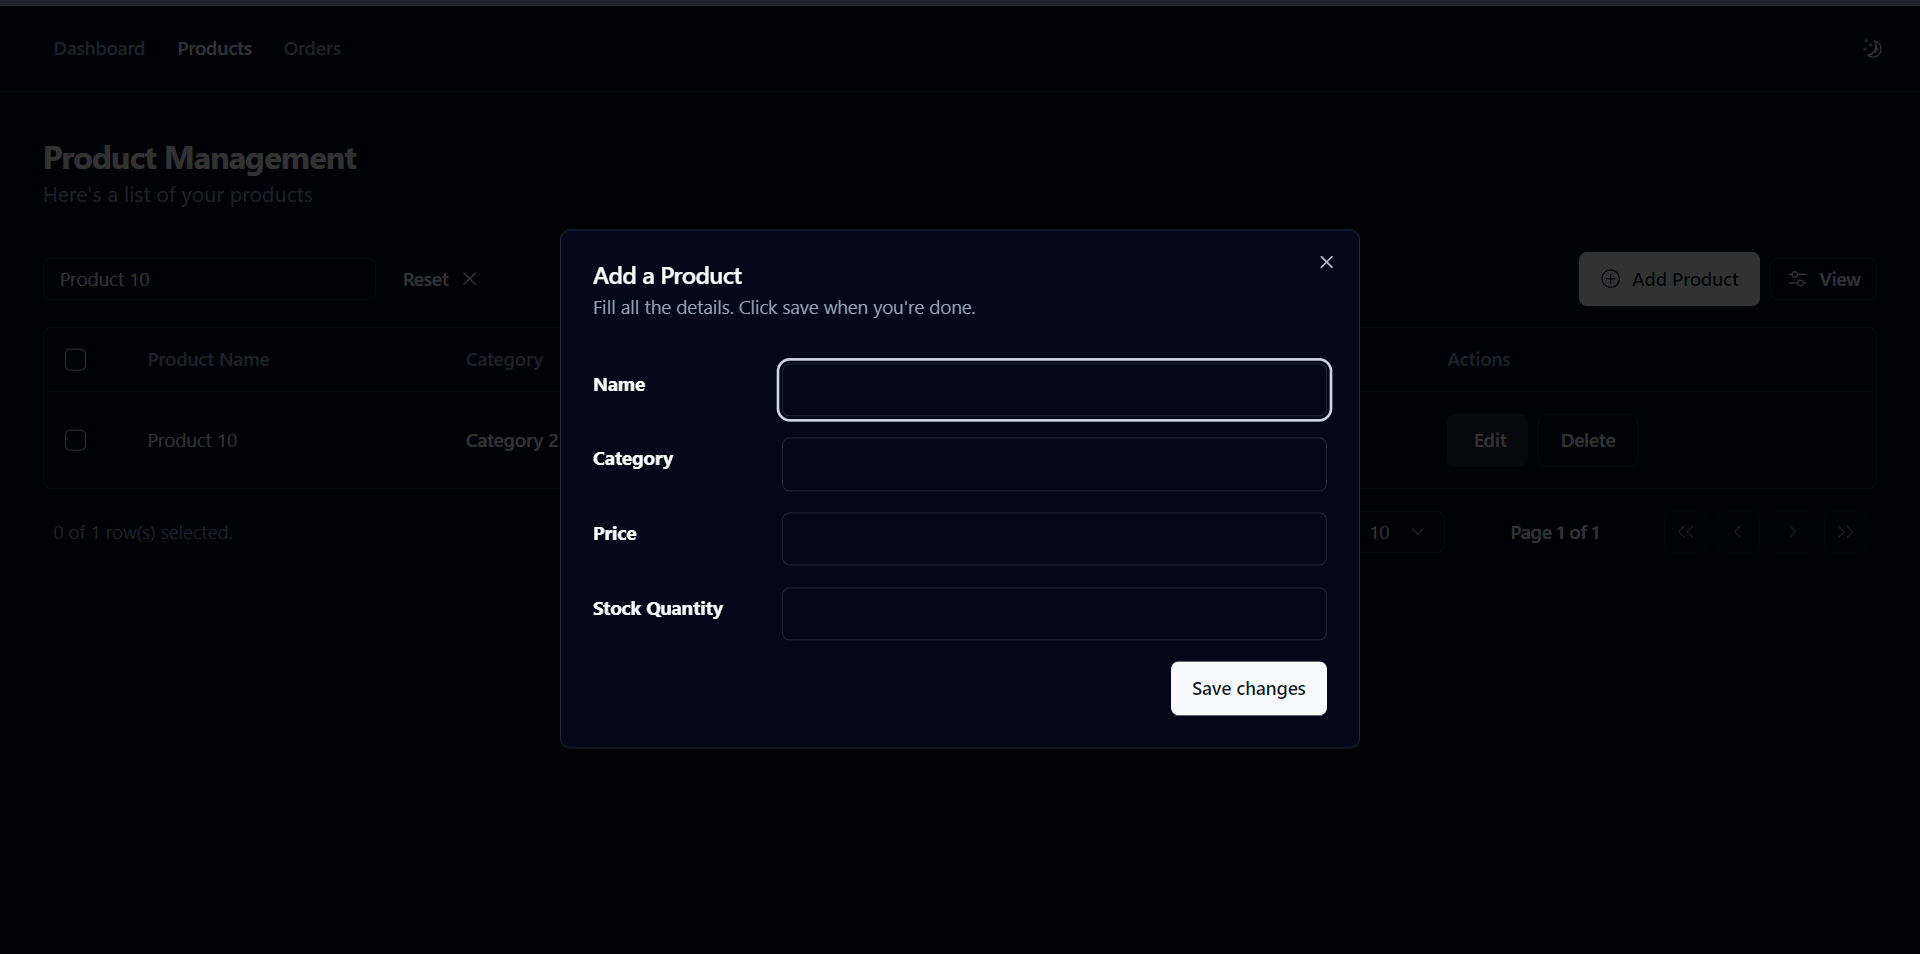 Dashboard Products Orders
Product Management
Here's a list of your products
Product 10 Reset
Add Product View
Product Name Category Actions
Product 10 Category 2 Edit Delete
0 of 1 row(s) selected. 10 Page 1 of 1
Add a Product
Fill all the details. Click save when you're done.
Name
Category
Price
Stock Quantity
Save changes